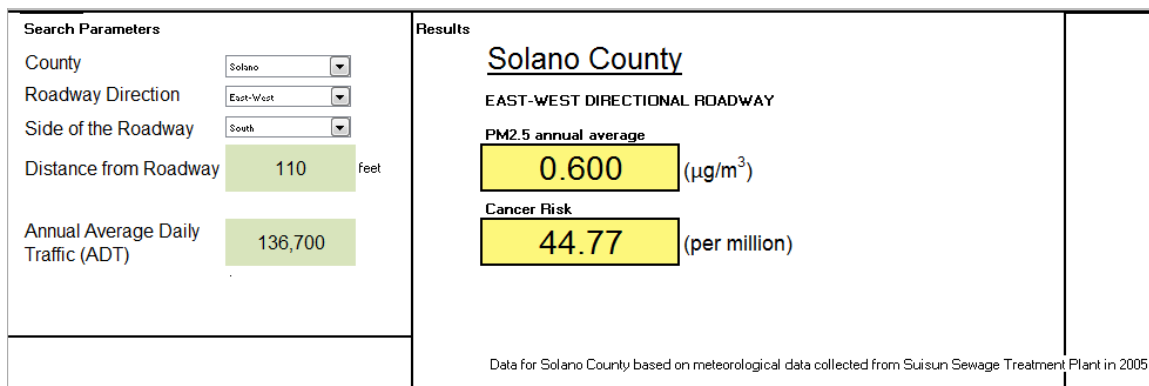 Search Parameters
County
Solano
Roadway Direction
East-West
Side of the Roadway
South
Distance from Roadway
110
feet
Annual Average Daily
Traffic (ADT)
136,700
Results
Solano County
EAST-WEST DIRECTIONAL ROADWAY
PM2.5 annual average
0.600
(µg/m³)
Cancer Risk
44.77
(per million)
Data for Solano County based on meteorological data collected from Suisun Sewage Treatment Plant in 2005